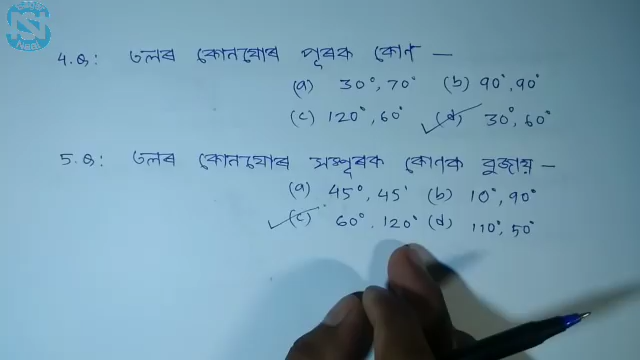 4.Q: তলৰ কোনযোৰ পূৰক কোণ —
(a) 30°, 70° (b) 90°, 90°
(c) 120°, 60° (d) 30°, 60°
5.Q: তলৰ কোনযোৰ সম্পূৰক কোণক বুজায় —
(a) 45°, 45° (b) 10°, 90°
(c) 60°, 120° (d) 110°, 50°